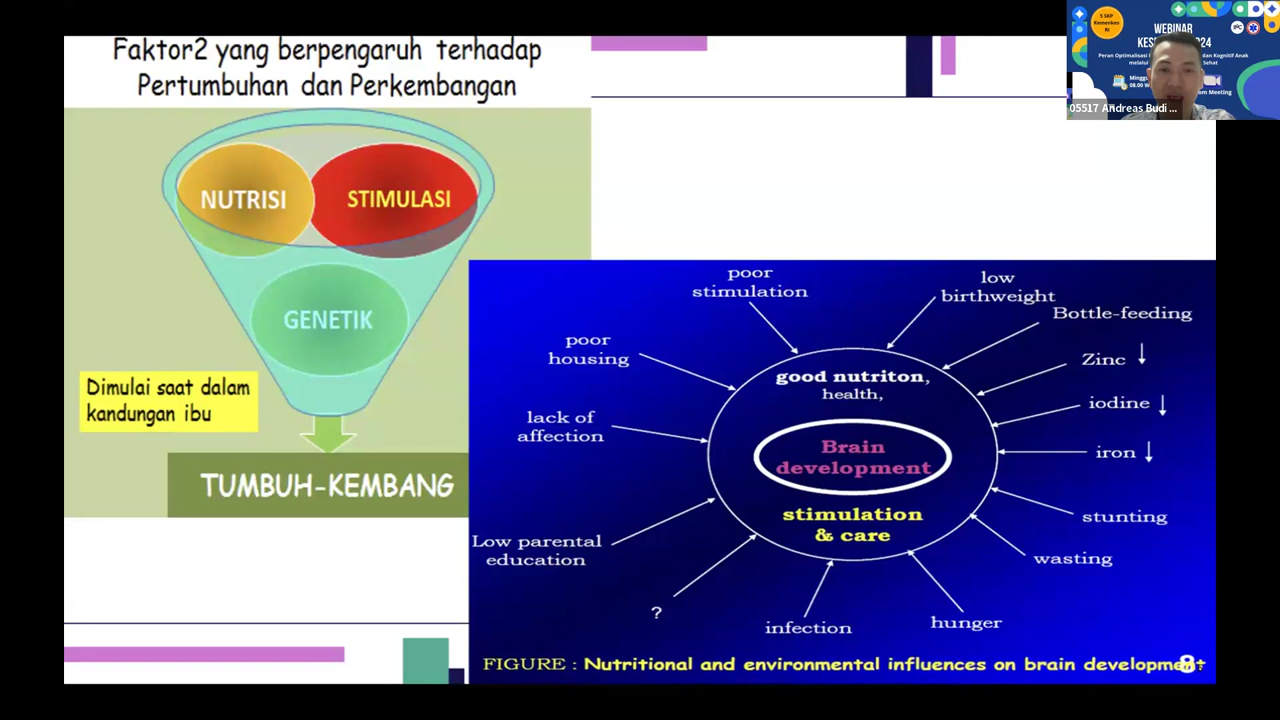 Faktor2 yang berpengaruh terhadap
Pertumbuhan dan Perkembangan
NUTRISI
STIMULASI
GENETIK
Dimulai saat dalam
kandungan ibu
TUMBUH-KEMBANG
poor
stimulation
low
birthweight
Bottle-feeding
Zinc ↓
iodine ↓
iron ↓
stunting
wasting
hunger
infection
?
Low parental
education
lack of
affection
poor
housing
good nutriton,
health,
Brain
development
stimulation
& care
FIGURE : Nutritional and environmental influences on brain development
8
5 SKP
Kemenkes
RI
WEBINAR
KES
2024
Peran Optimalisasi
dan Kognitif Anak
melalui
Sehat
Minggu
08.00 W
om Meeting
05517 Andreas Budi ...